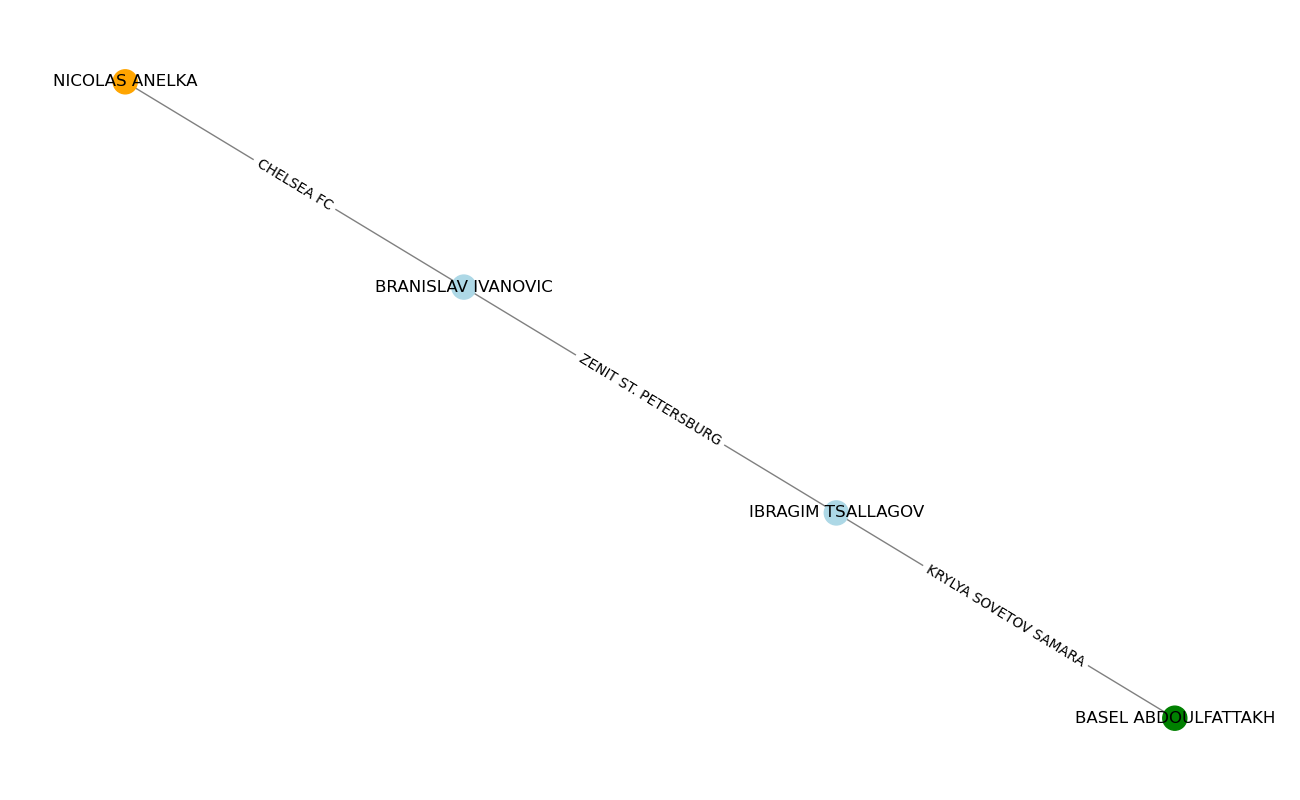 NICOLAS ANELKA
CHELSEA FC
BRANISLAV IVANOVIC
ZENIT ST. PETERSBURG
IBRAGIM TSALLAGOV
KRYLYA SOVETOV SAMARA
BASEL ABDOULFATTAKH